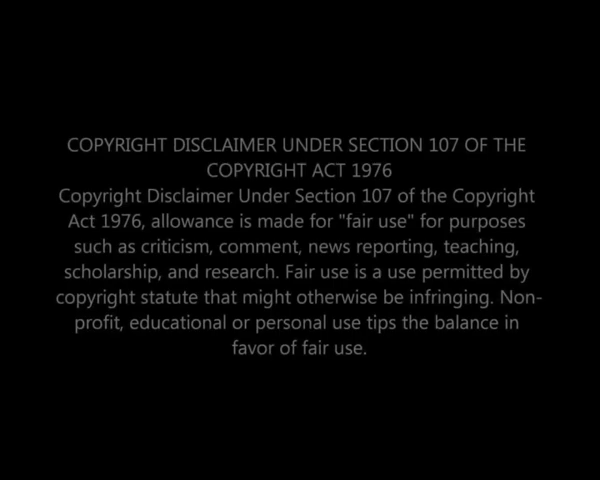 COPYRIGHT DISCLAIMER UNDER SECTION 107 OF THE
COPYRIGHT ACT 1976
Copyright Disclaimer Under Section 107 of the Copyright
Act 1976, allowance is made for "fair use" for purposes
such as criticism, comment, news reporting, teaching,
scholarship, and research. Fair use is a use permitted by
copyright statute that might otherwise be infringing. Non-
profit, educational or personal use tips the balance in
favor of fair use.